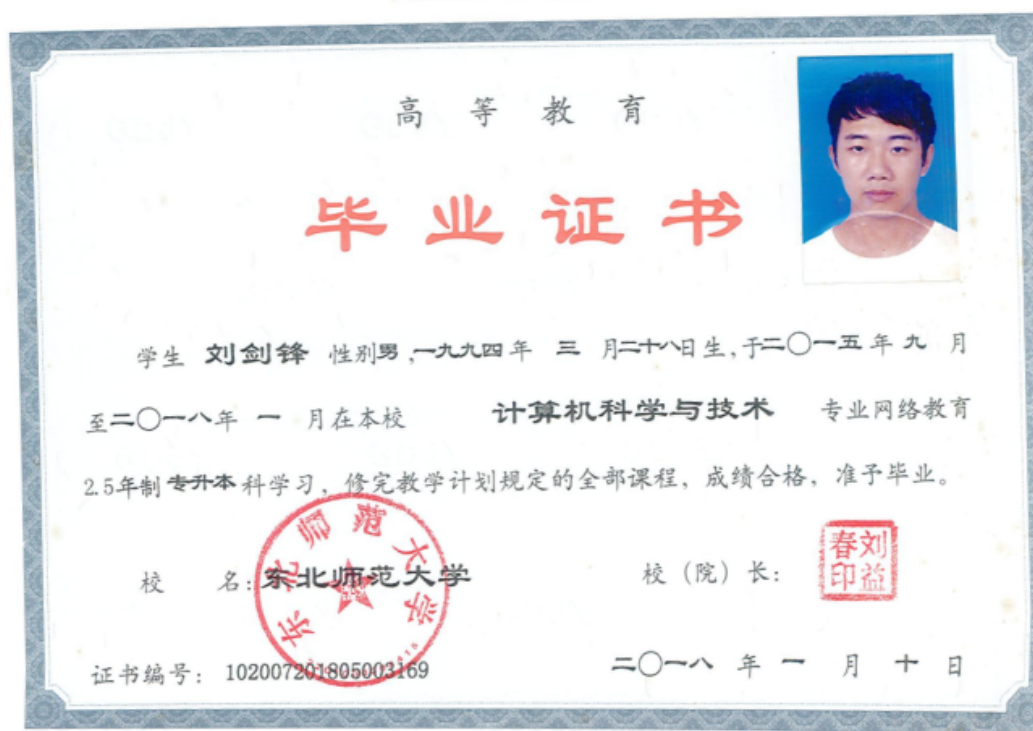 高等教育
毕业证书
学生 刘剑锋 性别男,一九九四年 三 月二十八日生,于二〇一五年九月
至二〇一八年 一 月在本校 计算机科学与技术 专业网络教育
2.5年制专升本科学习,修完教学计划规定的全部课程,成绩合格,准予毕业。
校 名:东北师范大学
东北师范大学
校(院)长:
刘益春印
证书编号:102007201805003169
二〇一八年一月十日